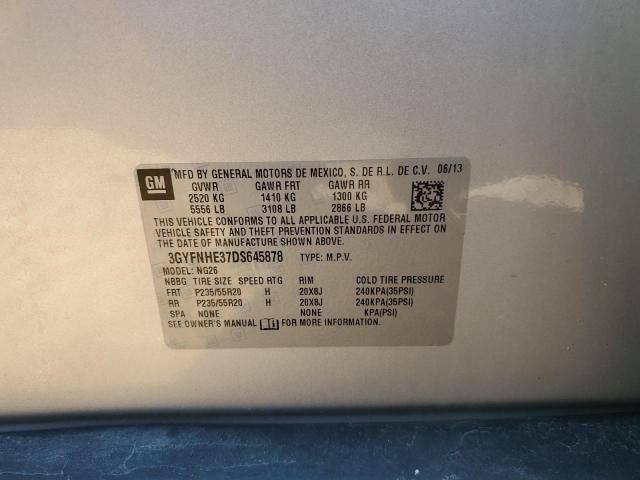 GM
MFD BY GENERAL MOTORS DE MEXICO, S. DE R.L. DE C.V. 06/13
GVWR GAWR FRT GAWR RR
2520 KG 1410 KG 1300 KG
5556 LB 3108 LB 2866 LB
THIS VEHICLE CONFORMS TO ALL APPLICABLE U.S. FEDERAL MOTOR
VEHICLE SAFETY AND THEFT PREVENTION STANDARDS IN EFFECT ON
THE DATE OF MANUFACTURE SHOWN ABOVE.
3GYFNHE37DS645878 TYPE: M.P.V.
MODEL: NG26
NBBG TIRE SIZE SPEED RTG RIM COLD TIRE PRESSURE
FRT P235/55R20 H 20X8J 240KPA(35PSI)
RR P235/55R20 H 20X8J 240KPA(35PSI)
SPA NONE NONE KPA(PSI)
SEE OWNER'S MANUAL FOR MORE INFORMATION.